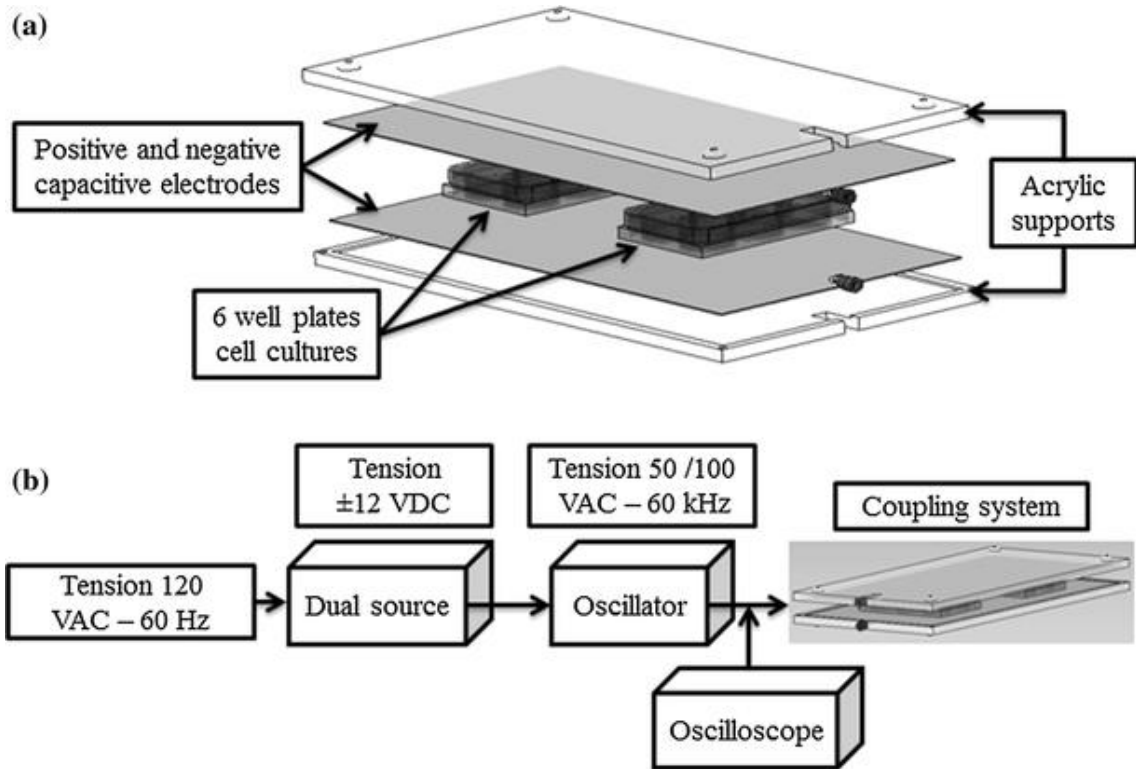 (a)
Positive and negative
capacitive electrodes
Acrylic
supports
6 well plates
cell cultures
(b)
Tension
±12 VDC
Tension 50 /100
VAC – 60 kHz
Coupling system
Tension 120
VAC – 60 Hz
Dual source
Oscillator
Oscilloscope